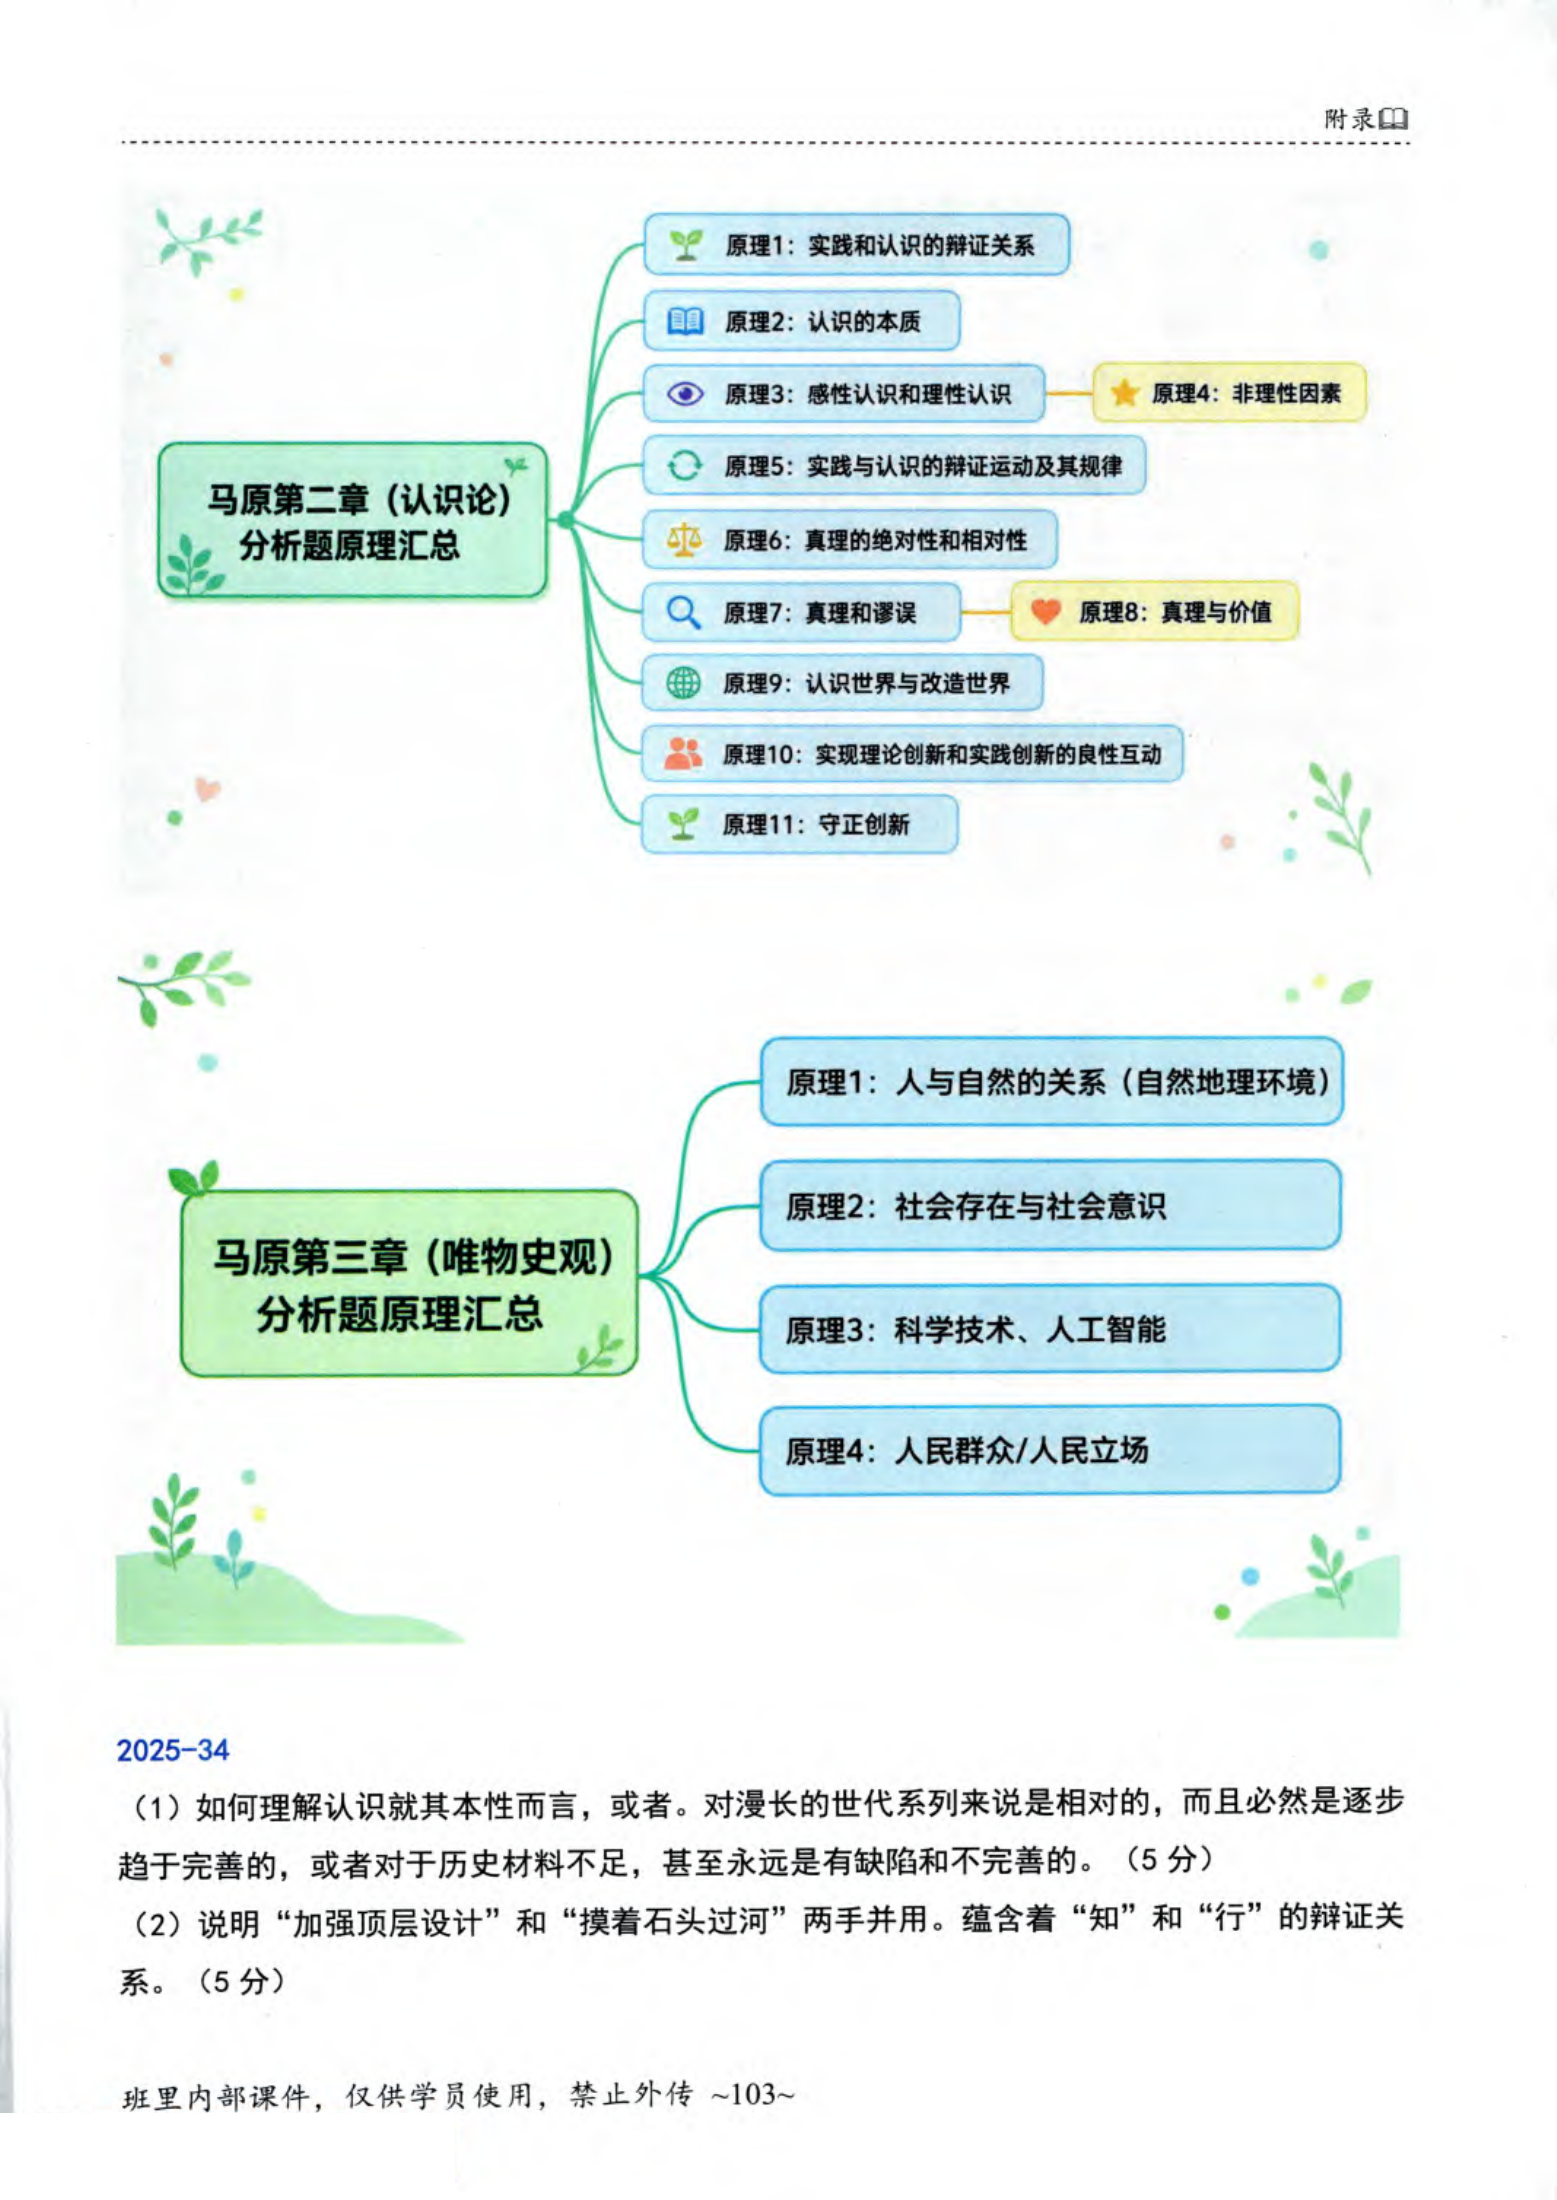 附录
原理1：实践和认识的辩证关系
原理2：认识的本质
原理3：感性认识和理性认识
原理4：非理性因素
原理5：实践与认识的辩证运动及其规律
马原第二章（认识论）
分析题原理汇总
原理6：真理的绝对性和相对性
原理7：真理和谬误
原理8：真理与价值
原理9：认识世界与改造世界
原理10：实现理论创新和实践创新的良性互动
原理11：守正创新
原理1：人与自然的关系（自然地理环境）
原理2：社会存在与社会意识
马原第三章（唯物史观）
分析题原理汇总
原理3：科学技术、人工智能
原理4：人民群众/人民立场
2025-34
（1）如何理解认识就其本性而言，或者。对漫长的世代系列来说是相对的，而且必然是逐步
趋于完善的，或者对于历史材料不足，甚至永远是有缺陷和不完善的。（5 分）
（2）说明“加强顶层设计”和“摸着石头过河”两手并用。蕴含着“知”和“行”的辩证关
系。（5 分）
班里内部课件，仅供学员使用，禁止外传 ~103~